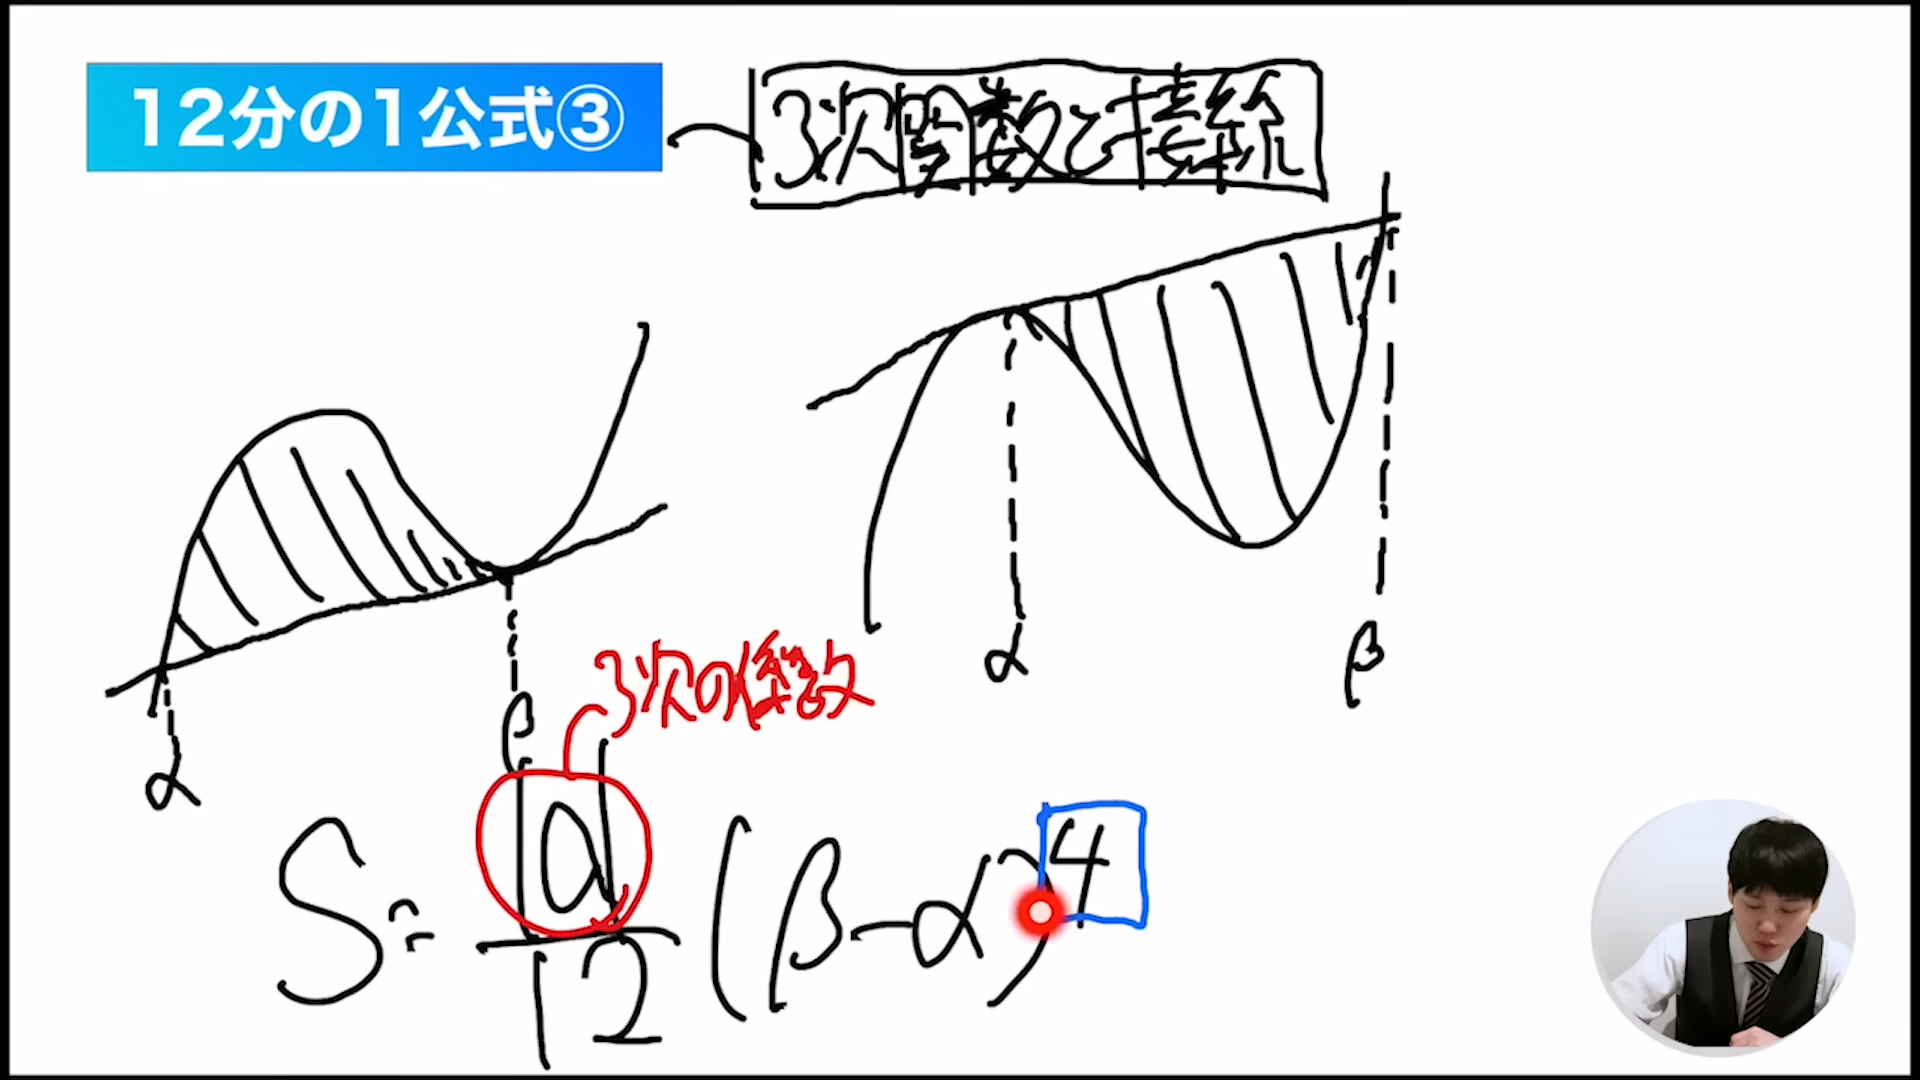 12分の1公式③
3次関数と接線
α
β
3次の係数
α
β
S=|a|/12(β-α)^4